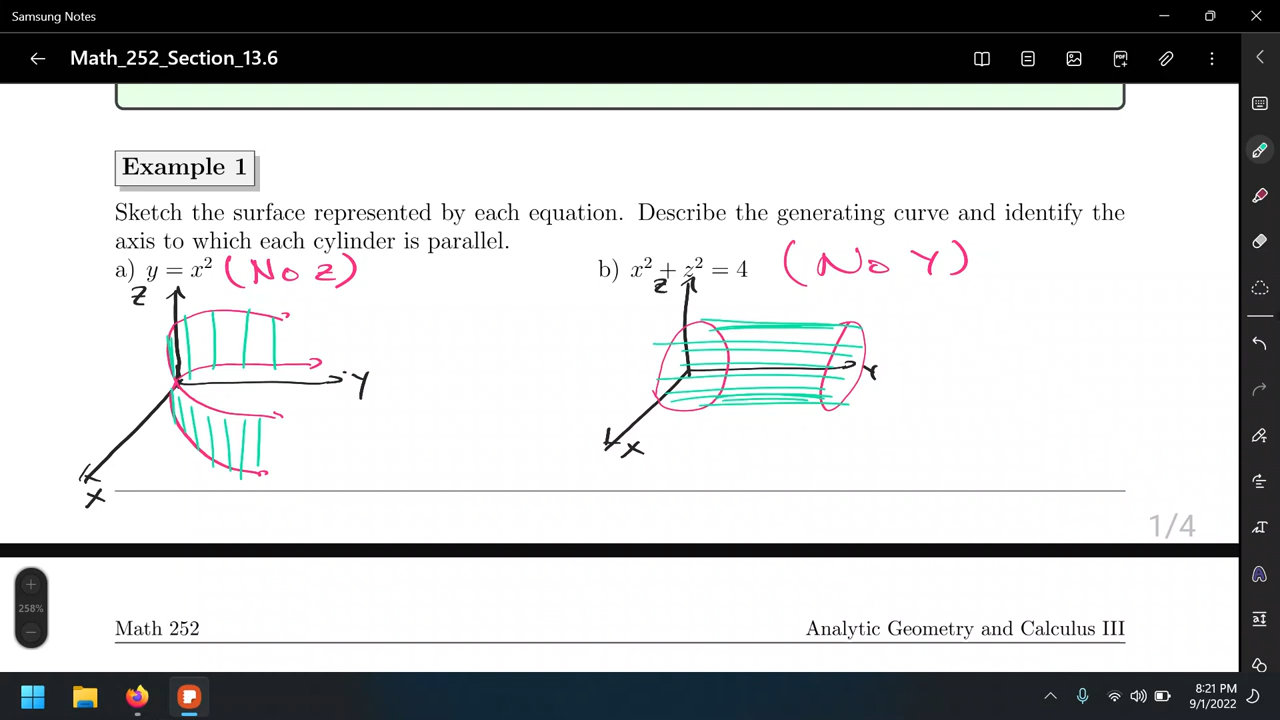 Samsung Notes
Math_252_Section_13.6
Example 1
Sketch the surface represented by each equation. Describe the generating curve and identify the
axis to which each cylinder is parallel.
a) y = x² (No z)
b) x² + z² = 4 (No Y)
Z
Y
X
Z
Y
X
1/4
258%
Math 252
Analytic Geometry and Calculus III
8:21 PM
9/1/2022